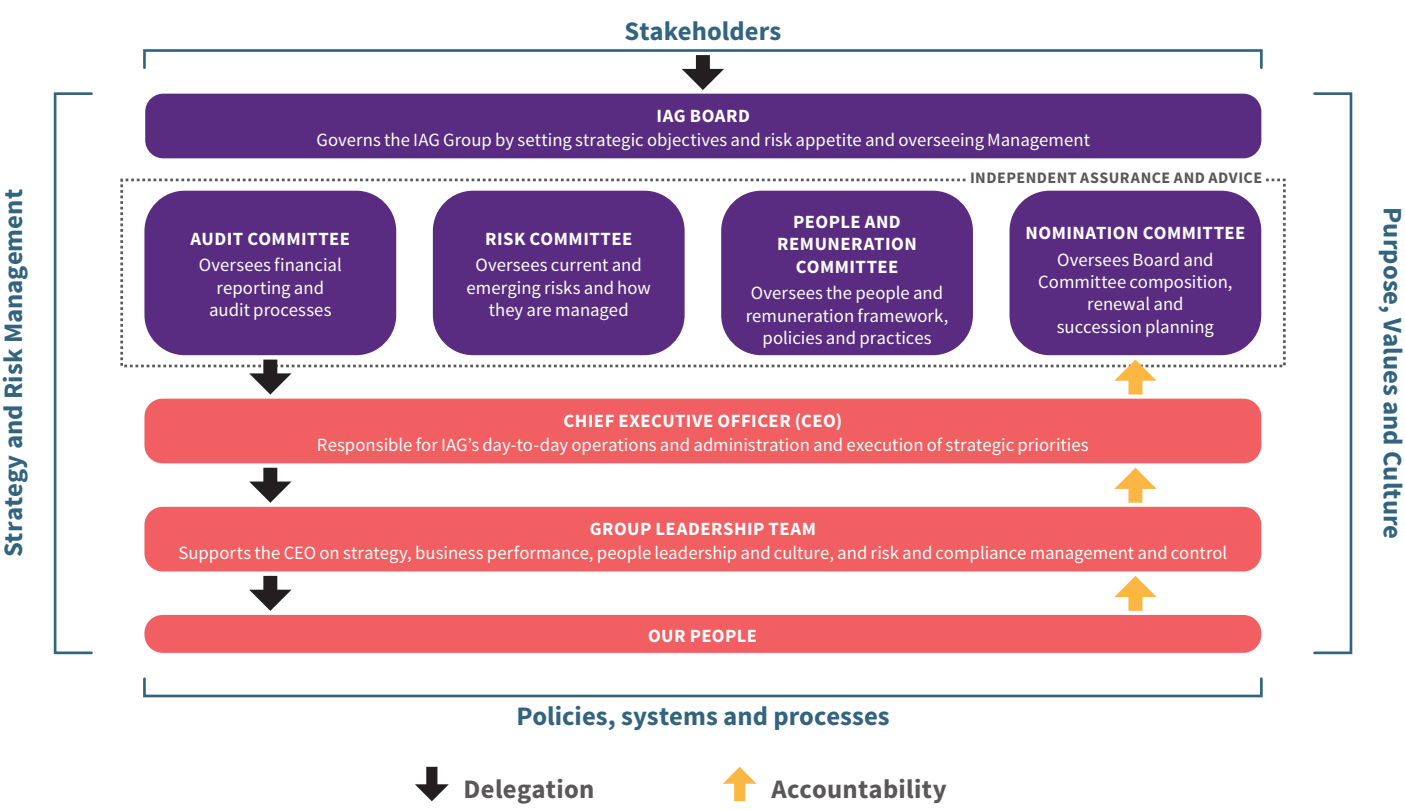 Stakeholders
IAG BOARD
Governs the IAG Group by setting strategic objectives and risk appetite and overseeing Management
INDEPENDENT ASSURANCE AND ADVICE
AUDIT COMMITTEE
Oversees financial
reporting and
audit processes
RISK COMMITTEE
Oversees current and
emerging risks and how
they are managed
PEOPLE AND
REMUNERATION
COMMITTEE
Oversees the people and
remuneration framework,
policies and practices
NOMINATION COMMITTEE
Oversees Board and
Committee composition,
renewal and
succession planning
CHIEF EXECUTIVE OFFICER (CEO)
Responsible for IAG’s day-to-day operations and administration and execution of strategic priorities
GROUP LEADERSHIP TEAM
Supports the CEO on strategy, business performance, people leadership and culture, and risk and compliance management and control
OUR PEOPLE
Strategy and Risk Management
Purpose, Values and Culture
Policies, systems and processes
Delegation
Accountability